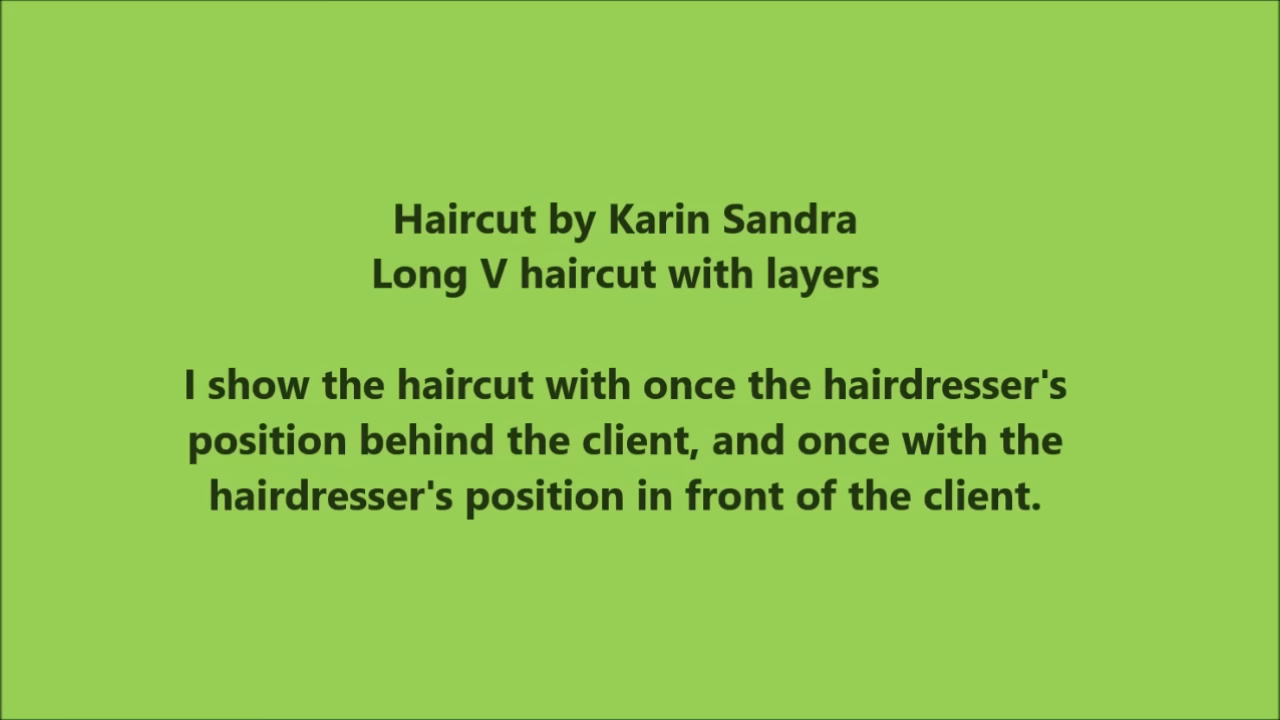 Haircut by Karin Sandra
Long V haircut with layers
I show the haircut with once the hairdresser's
position behind the client, and once with the
hairdresser's position in front of the client.